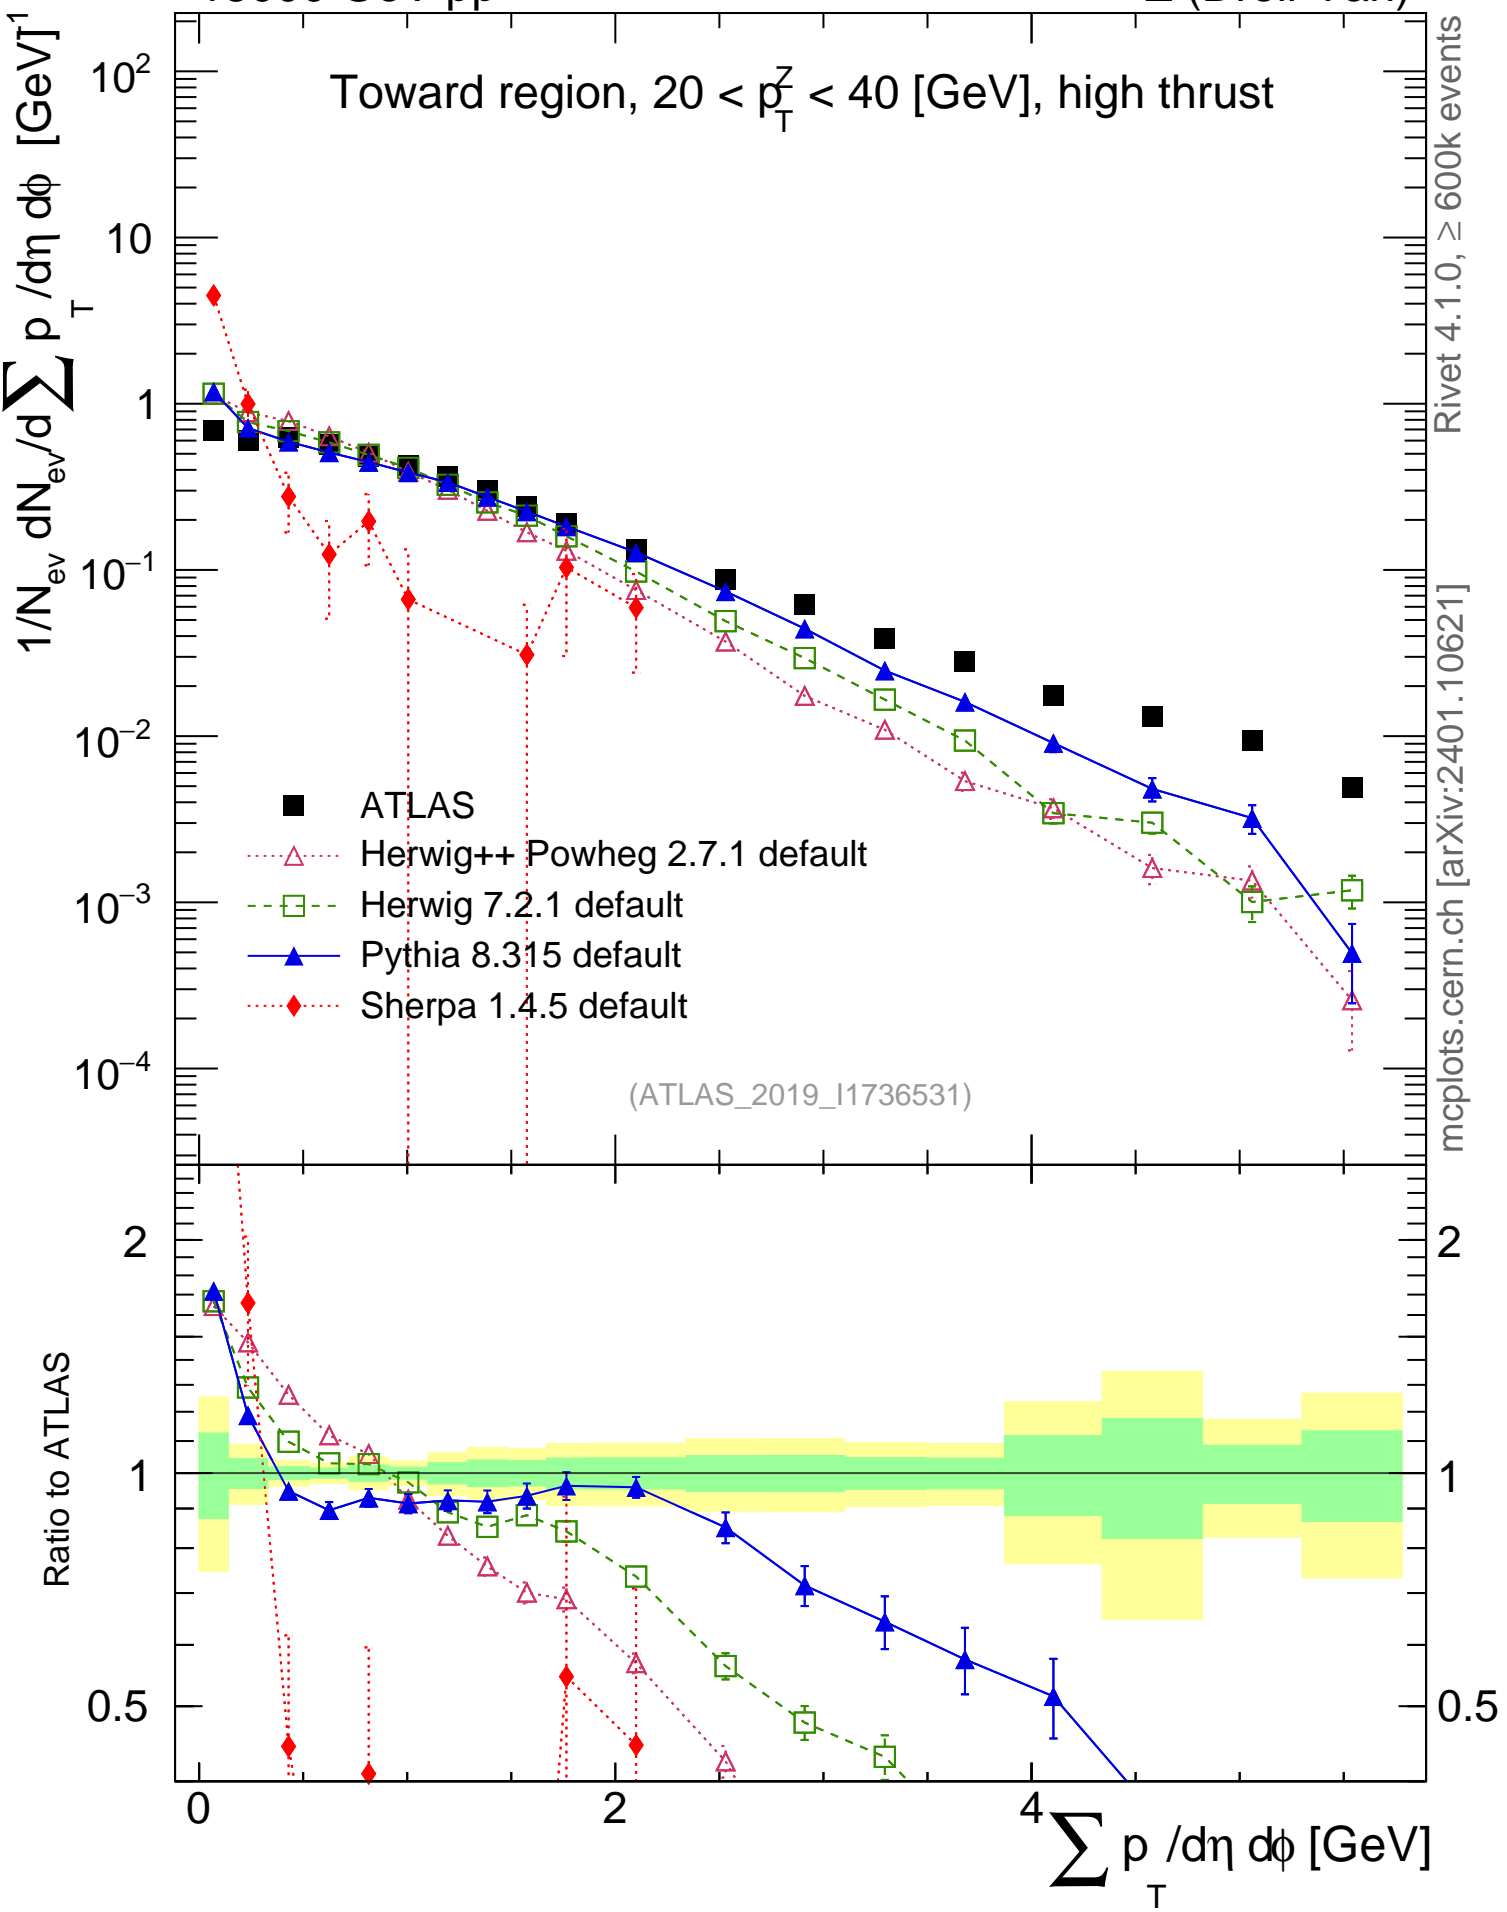 1/N_ev dN_ev/d∑ p_T/dη dϕ [GeV]⁻¹
Toward region, 20 < p_T^Z < 40 [GeV], high thrust
10²
10
1
10⁻¹
10⁻²
10⁻³
10⁻⁴
ATLAS
Herwig++ Powheg 2.7.1 default
Herwig 7.2.1 default
Pythia 8.315 default
Sherpa 1.4.5 default
(ATLAS_2019_I1736531)
Rivet 4.1.0, ≥ 600k events
mcplots.cern.ch [arXiv:2401.10621]
Ratio to ATLAS
2
1
0.5
2
1
0.5
0 2 4
∑ p_T/dη dϕ [GeV]